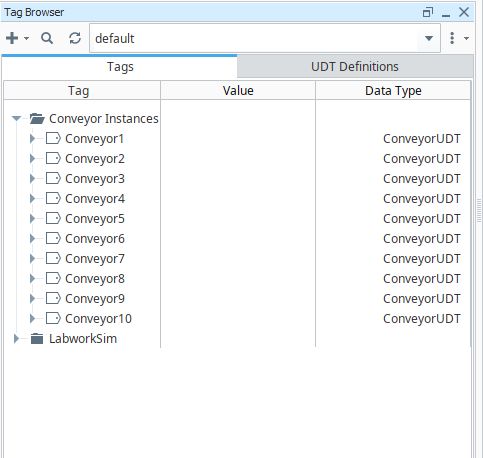 Tag Browser
default
Tags UDT Definitions
Tag Value Data Type
Conveyor Instances
Conveyor1 ConveyorUDT
Conveyor2 ConveyorUDT
Conveyor3 ConveyorUDT
Conveyor4 ConveyorUDT
Conveyor5 ConveyorUDT
Conveyor6 ConveyorUDT
Conveyor7 ConveyorUDT
Conveyor8 ConveyorUDT
Conveyor9 ConveyorUDT
Conveyor10 ConveyorUDT
LabworkSim